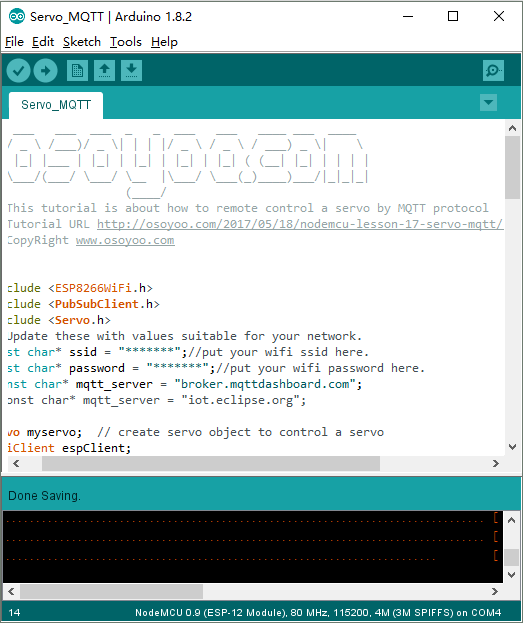 Servo_MQTT | Arduino 1.8.2
File Edit Sketch Tools Help
Servo_MQTT
This tutorial is about how to remote control a servo by MQTT protocol
Tutorial URL http://osoyoo.com/2017/05/18/nodemcu-lesson-17-servo-mqtt/
CopyRight www.osoyoo.com
clude <ESP8266WiFi.h>
clude <PubSubClient.h>
clude <Servo.h>
Update these with values suitable for your network.
st char* ssid = "*******";//put your wifi ssid here.
st char* password = "*******";//put your wifi password here.
nst char* mqtt_server = "broker.mqttdashboard.com";
onst char* mqtt_server = "iot.eclipse.org";
vo myservo;  // create servo object to control a servo
iClient espClient;
Done Saving.
14
NodeMCU 0.9 (ESP-12 Module), 80 MHz, 115200, 4M (3M SPIFFS) on COM4